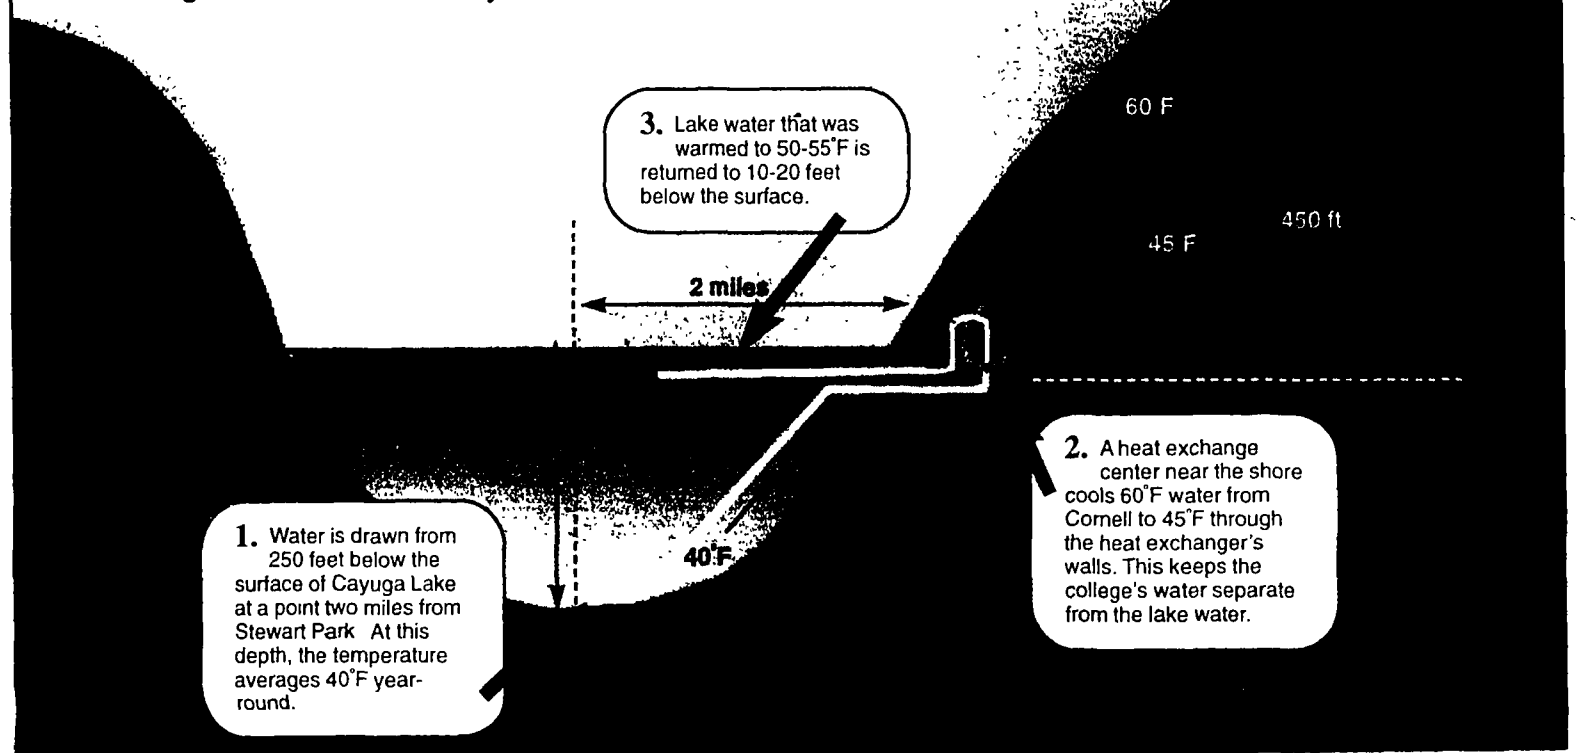 3. Lake water that was
warmed to 50-55°F is
returned to 10-20 feet
below the surface.
60 F
450 ft
45 F
2 miles
2. A heat exchange
center near the shore
cools 60°F water from
Cornell to 45°F through
the heat exchanger's
walls. This keeps the
college's water separate
from the lake water.
1. Water is drawn from
250 feet below the
surface of Cayuga Lake
at a point two miles from
Stewart Park At this
depth, the temperature
averages 40°F year-
round.
40°F